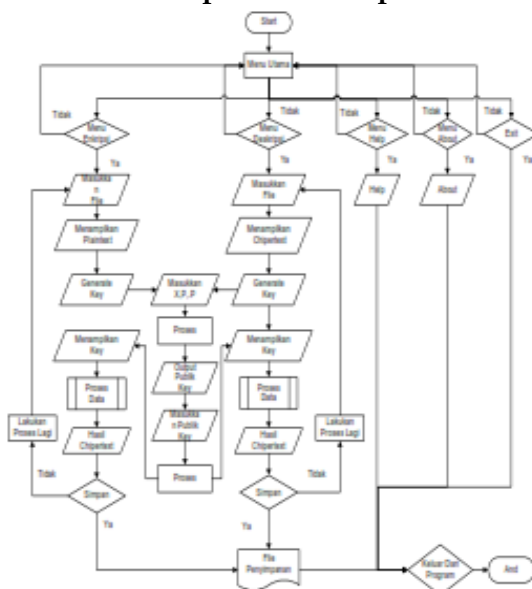 Start
Menu Utama
Tidak
Tidak
Tidak
Tidak
Tidak
Menu
Enkripsi
Menu
Deskripsi
Menu
Help
Menu
About
Exit
Ya
Ya
Ya
Ya
Ya
Masukka
n
File
Masukkan
File
Help
About
Menampilkan
Plaintext
Menampilkan
Chipertext
Generate
Key
Masukkan
Generate
Key
Menampilkan
Key
Proses
Menampilkan
Key
Proses
Data
Output
Publik
Key
Proses
Data
Lakukan
Proses Lagi
Hasil
Chipertext
Masukka
n Publik
Key
Hasil
Chipertext
Lakukan
Proses Lagi
Tidak
Simpan
Proses
Simpan
Tidak
Ya
Ya
File
Penyimpanan
Keluar Dari
Program
And